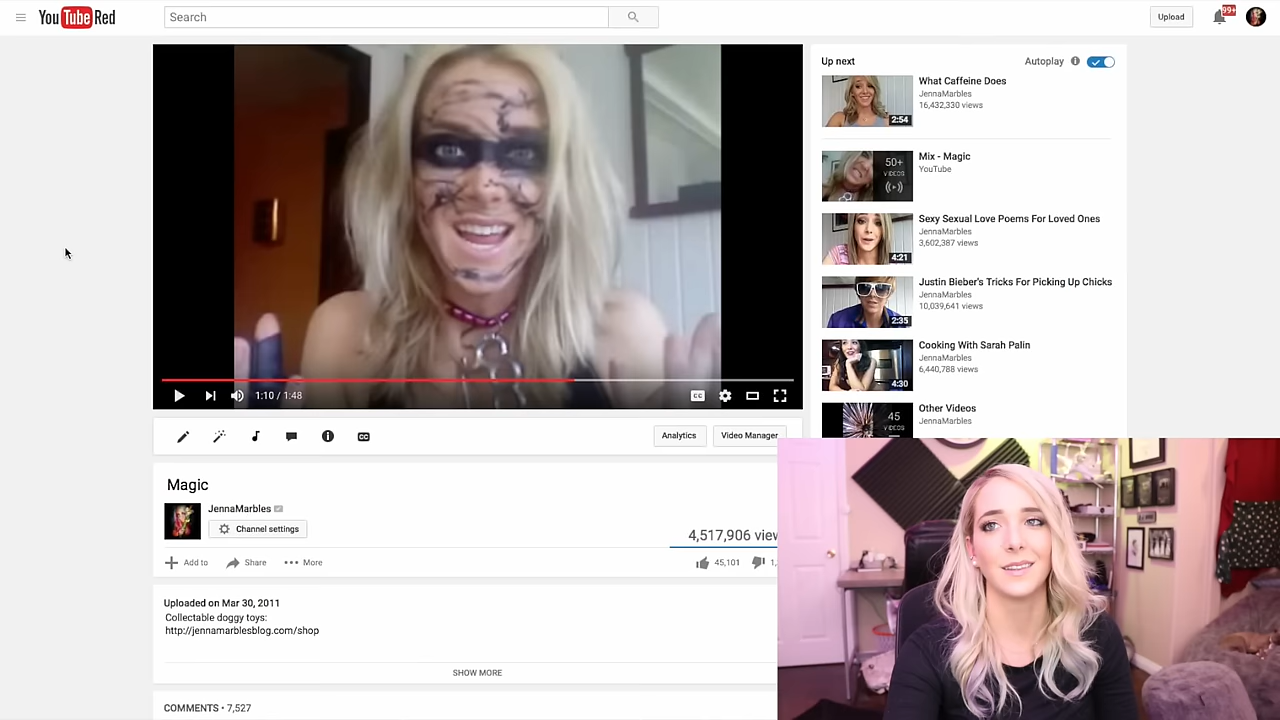 YouTube Red
Search
Upload
99+
Up next
Autoplay
What Caffeine Does
JennaMarbles
16,432,330 views
2:54
Mix - Magic
YouTube
50+
VIDEOS
Sexy Sexual Love Poems For Loved Ones
JennaMarbles
3,602,387 views
4:21
Justin Bieber's Tricks For Picking Up Chicks
JennaMarbles
10,039,641 views
2:35
Cooking With Sarah Palin
JennaMarbles
6,440,788 views
4:30
Other Videos
JennaMarbles
45
VIDEOS
1:10 / 1:48
CC
CC
Analytics
Video Manager
Magic
JennaMarbles
Channel settings
4,517,906 view
Add to
Share
More
45,101
1,
Uploaded on Mar 30, 2011
Collectable doggy toys:
http://jennamarblesblog.com/shop
SHOW MORE
COMMENTS • 7,527